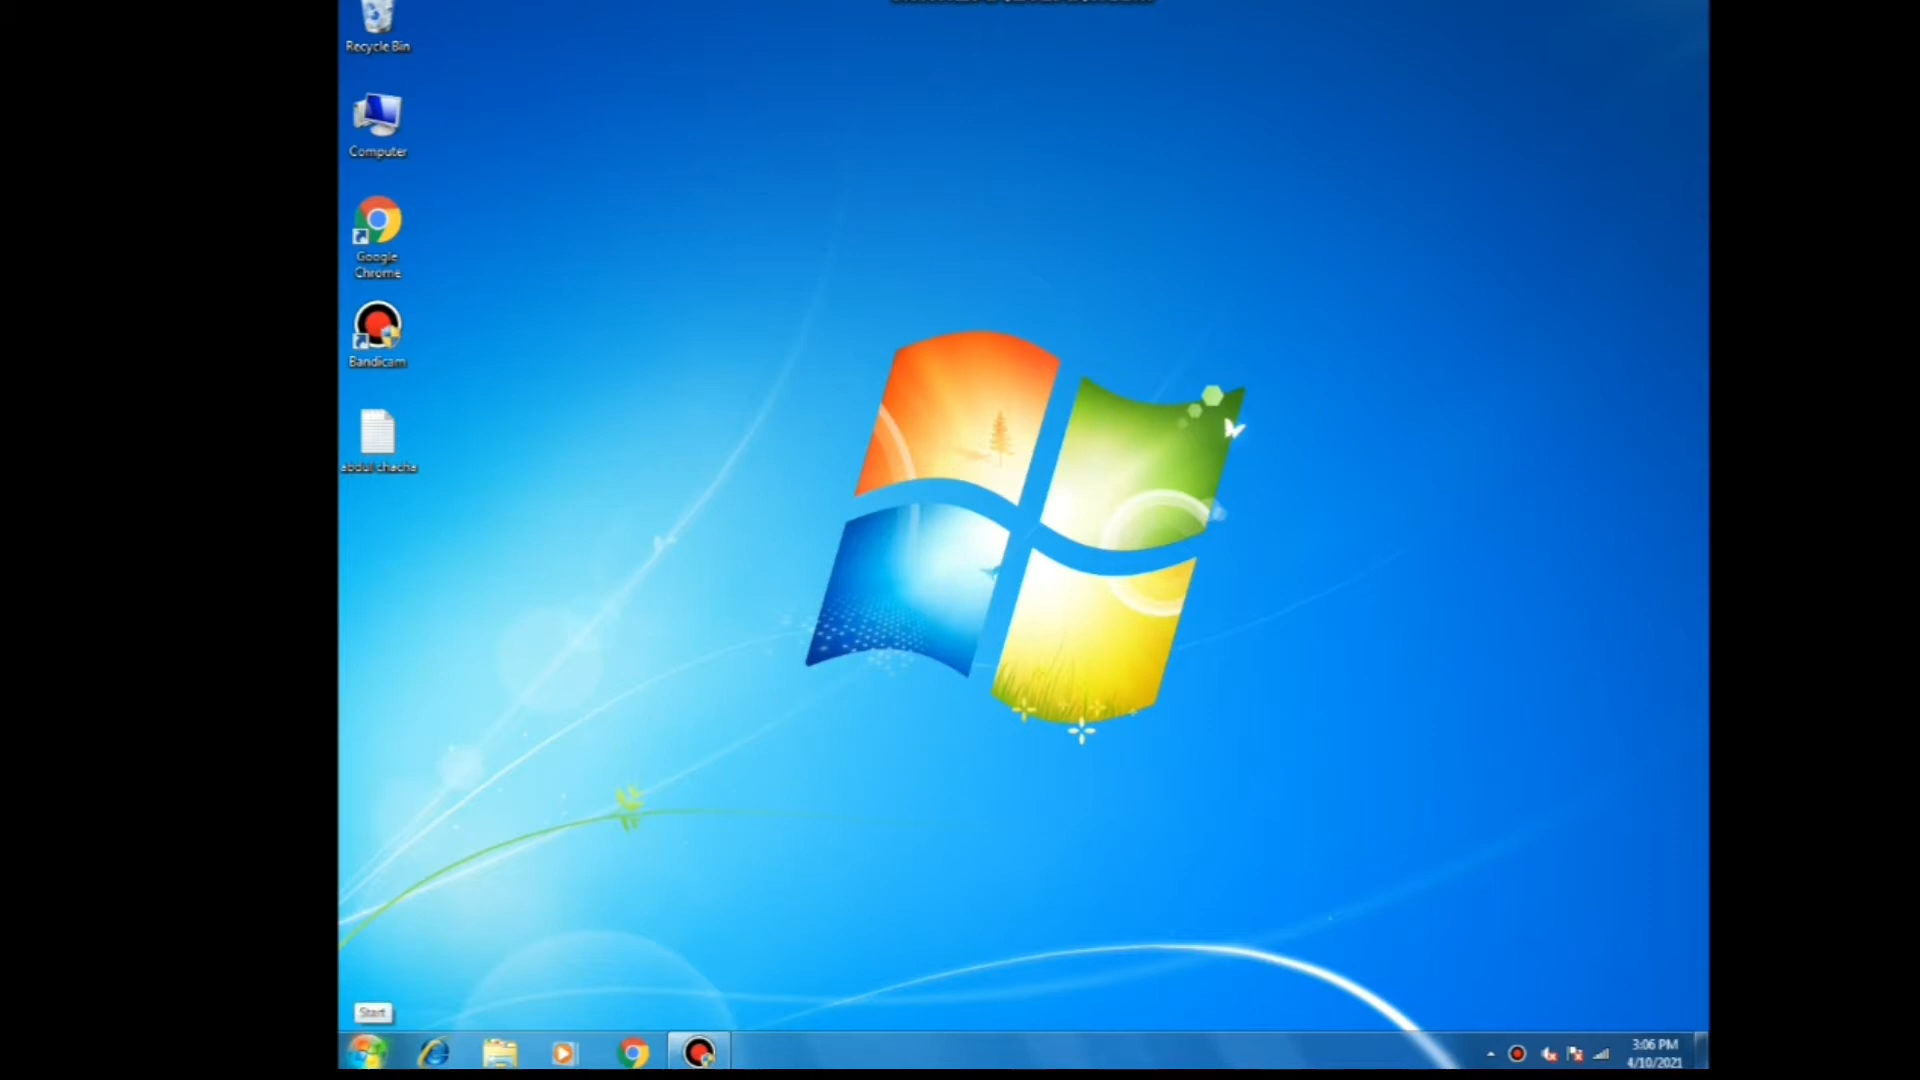 Recycle Bin
Computer
Google
Chrome
Bandicam
abdul chacha
Start
3:06 PM
4/10/2021